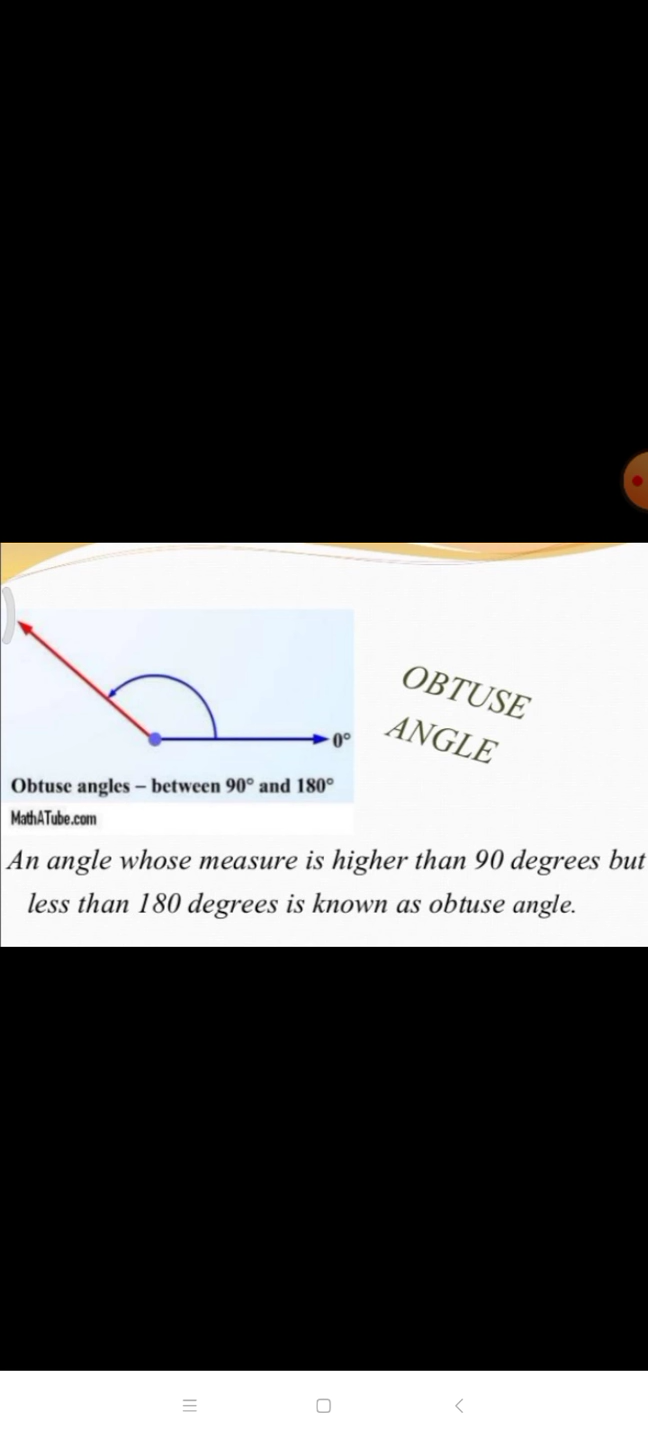 OBTUSE
ANGLE
0°
Obtuse angles – between 90° and 180°
MathATube.com
An angle whose measure is higher than 90 degrees but
less than 180 degrees is known as obtuse angle.